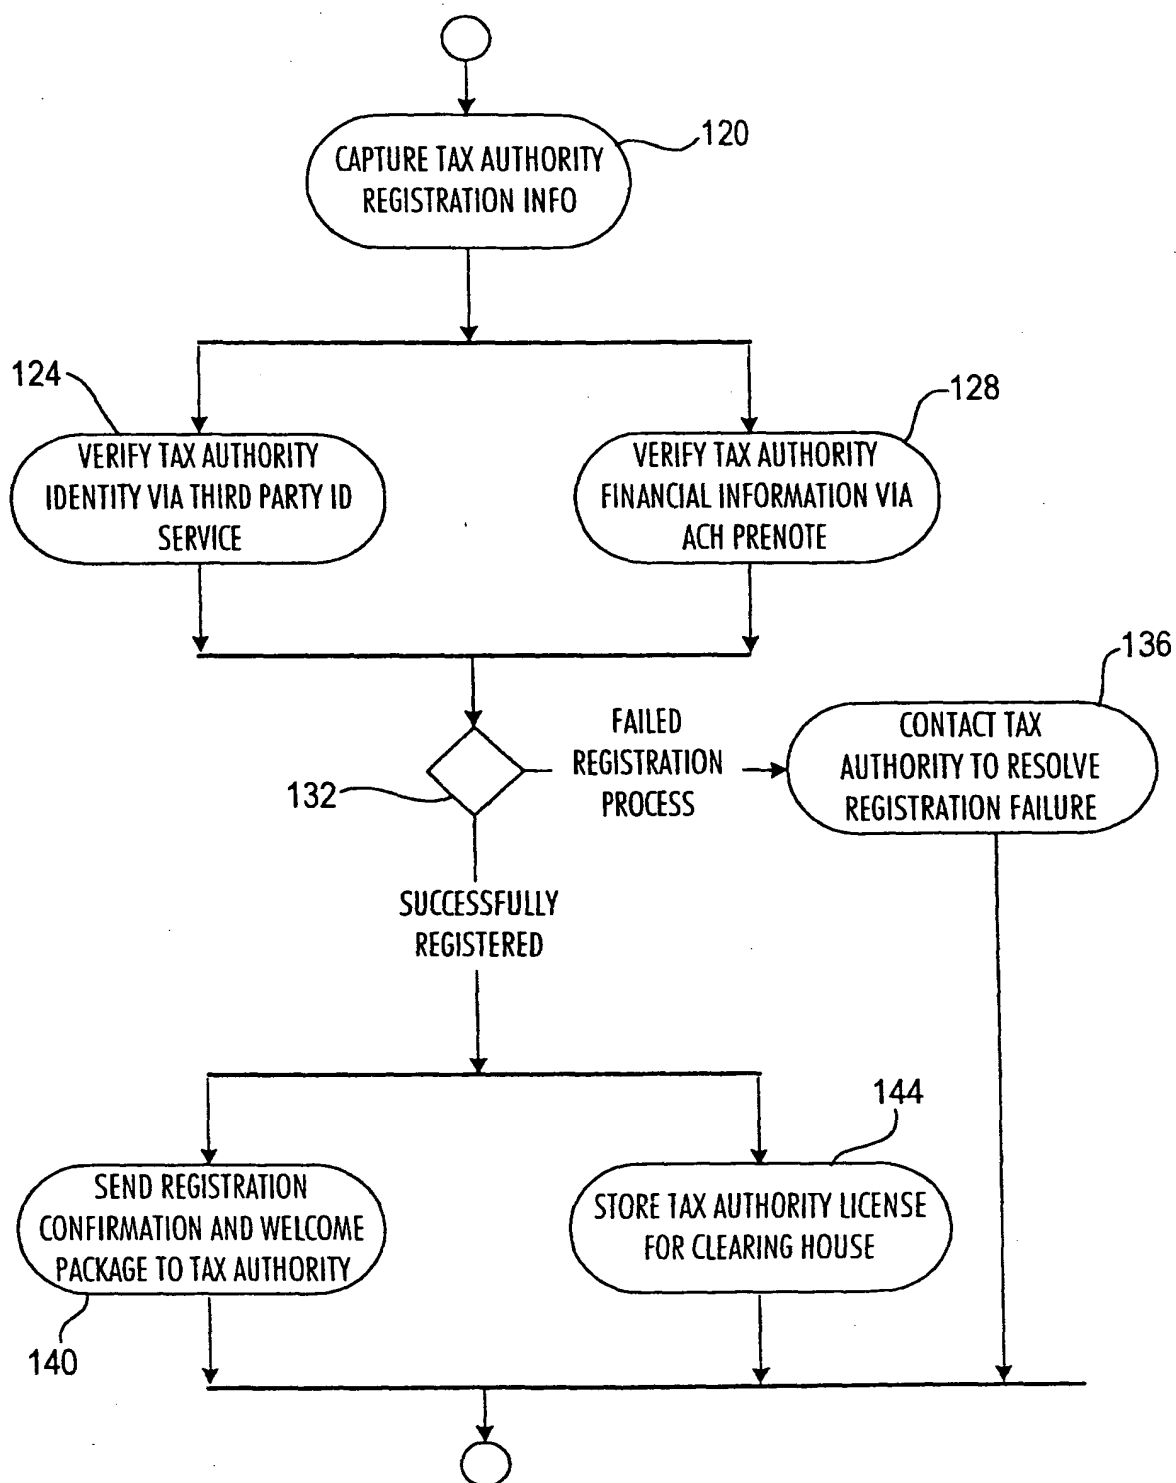 120
CAPTURE TAX AUTHORITY
REGISTRATION INFO
124
128
VERIFY TAX AUTHORITY
IDENTITY VIA THIRD PARTY ID
SERVICE
VERIFY TAX AUTHORITY
FINANCIAL INFORMATION VIA
ACH PRENOTE
136
FAILED
REGISTRATION
PROCESS
CONTACT TAX
AUTHORITY TO RESOLVE
REGISTRATION FAILURE
132
SUCCESSFULLY
REGISTERED
144
SEND REGISTRATION
CONFIRMATION AND WELCOME
PACKAGE TO TAX AUTHORITY
STORE TAX AUTHORITY LICENSE
FOR CLEARING HOUSE
140